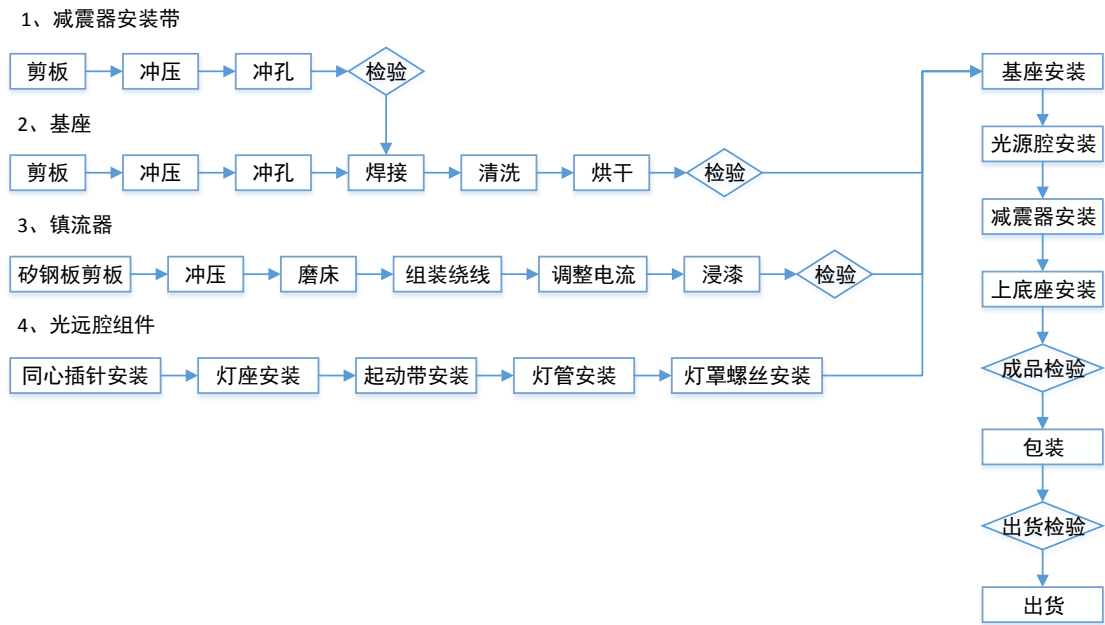 1、减震器安装带
剪板 冲压 冲孔 检验
2、基座
剪板 冲压 冲孔 焊接 清洗 烘干 检验
3、镇流器
矽钢板剪板 冲压 磨床 组装绕线 调整电流 浸漆 检验
4、光远腔组件
同心插针安装 灯座安装 起动带安装 灯管安装 灯罩螺丝安装
基座安装
光源腔安装
减震器安装
上底座安装
成品检验
包装
出货检验
出货